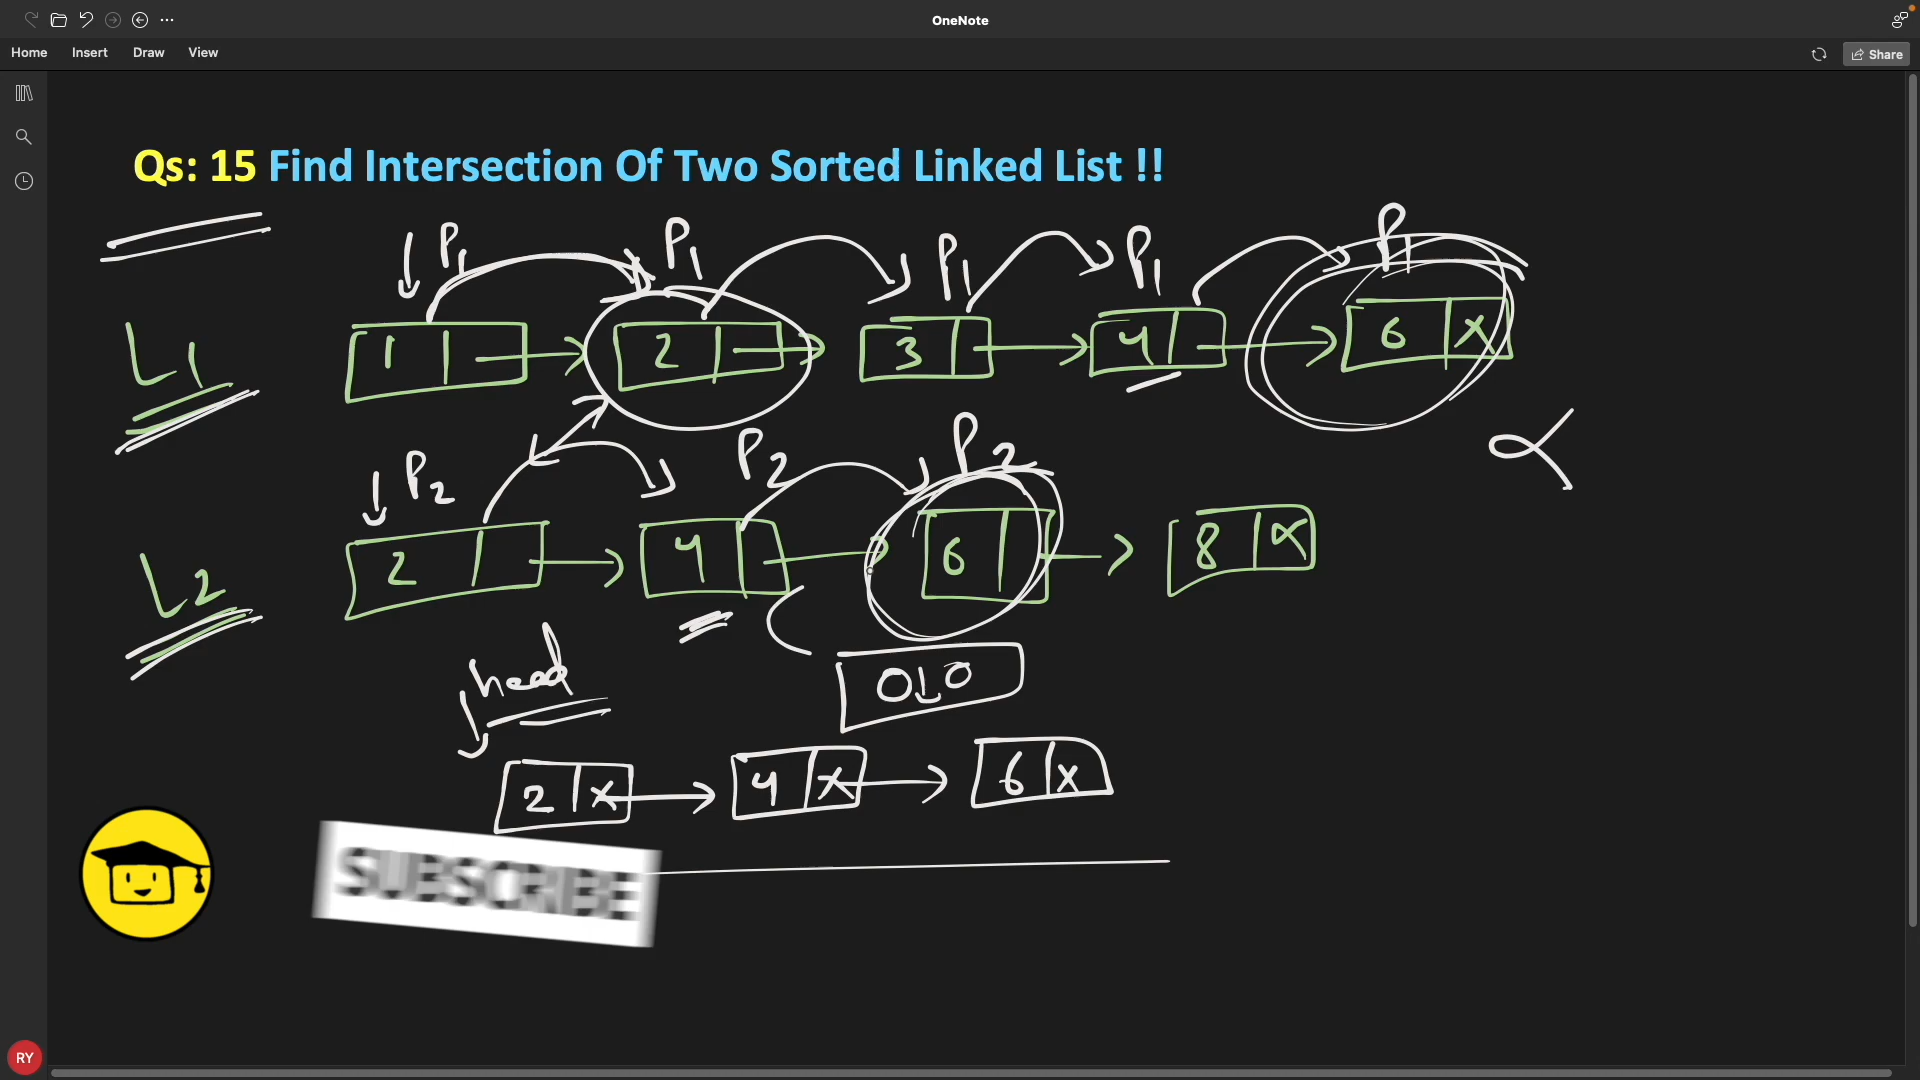 OneNote
Home Insert Draw View
Share
Qs: 15 Find Intersection Of Two Sorted Linked List !!
P1 P1 P1 P1 P1
L1 1 2 3 4 6 X
P2 P2 P2
L2 2 4 6 8 X
head
2 X 4 X 6 X
SUBSCRIBE
RY